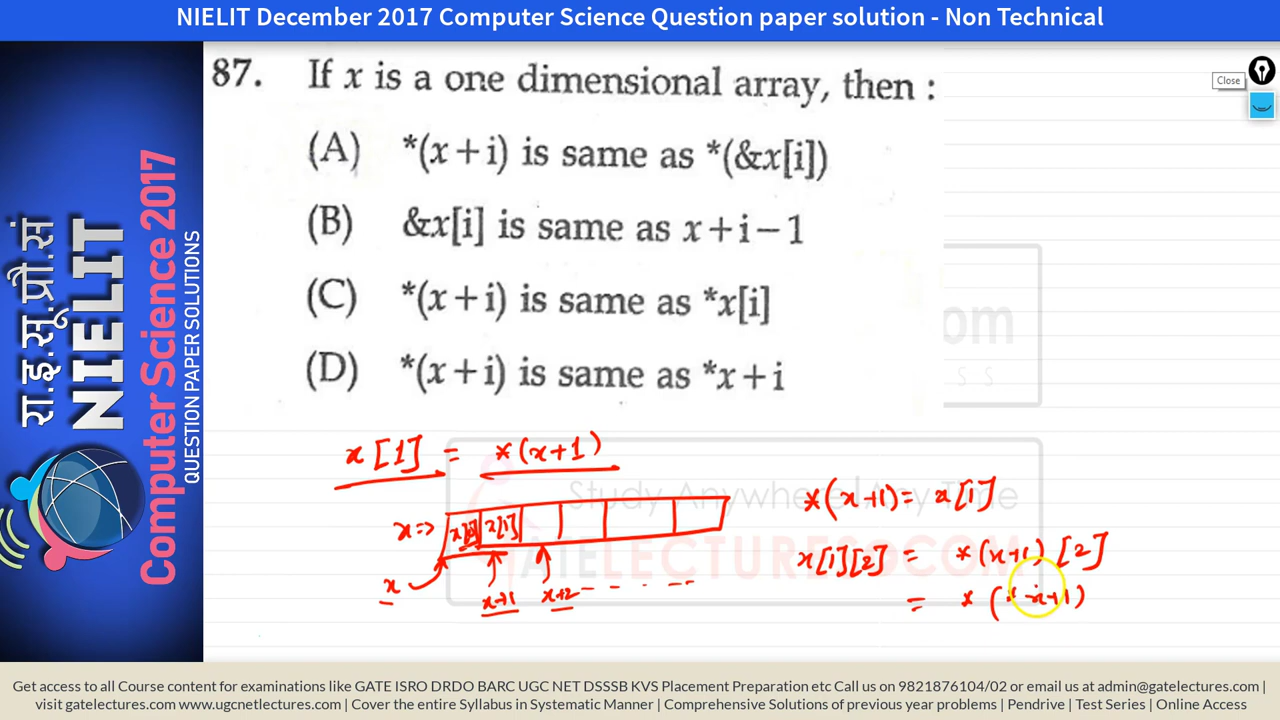 NIELIT December 2017 Computer Science Question paper solution - Non Technical
Close
रा.इ.सू.प्रौ.सं
NIELIT
Computer Science 2017
QUESTION PAPER SOLUTIONS
87. If x is a one dimensional array, then :
(A) *(x+i) is same as *(&x[i])
(B) &x[i] is same as x+i−1
(C) *(x+i) is same as *x[i]
(D) *(x+i) is same as *x+i
om
S S
x[1] = *(x+1)
Study Anywhere Any Time
*(x+1) = x[1]
x => x[0] x[1]
GATELECTURES.COM
x[1][2] = *(x+1)[2]
x x+1 x+2
= *(* x+1)
Get access to all Course content for examinations like GATE ISRO DRDO BARC UGC NET DSSSB KVS Placement Preparation etc Call us on 9821876104/02 or email us at admin@gatelectures.com |
visit gatelectures.com www.ugcnetlectures.com | Cover the entire Syllabus in Systematic Manner | Comprehensive Solutions of previous year problems | Pendrive | Test Series | Online Access